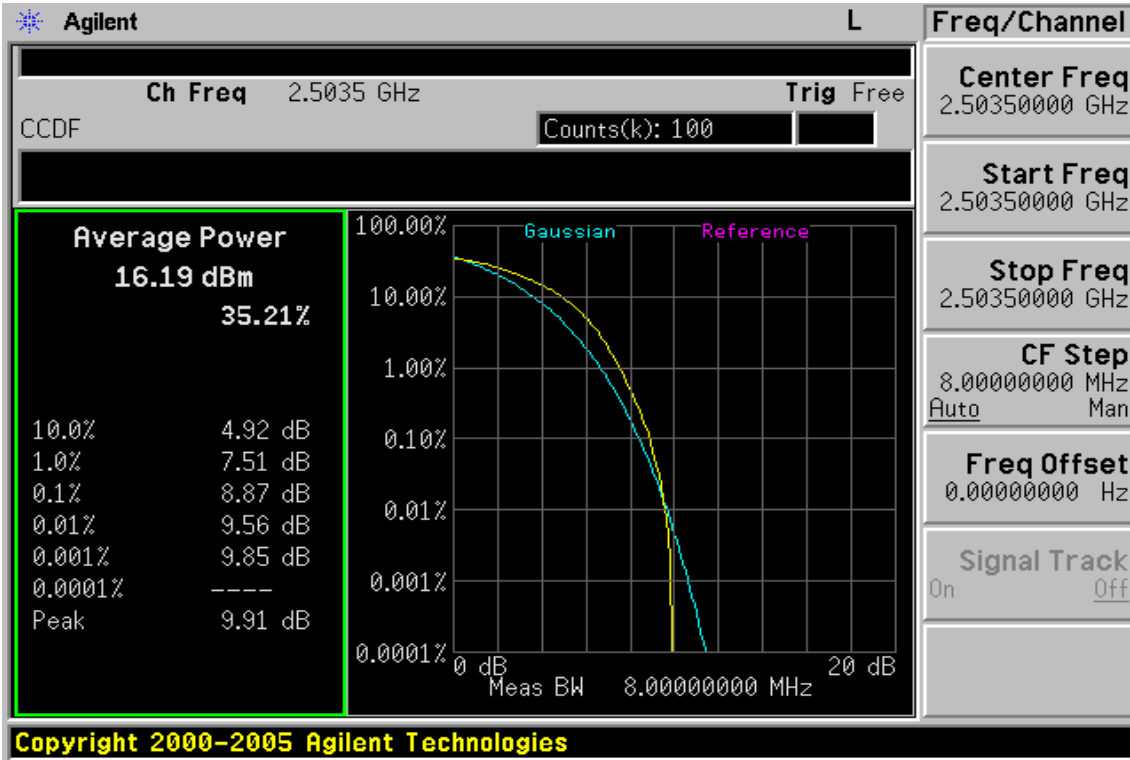 Agilent L
Ch Freq 2.5035 GHz Trig Free
CCDF Counts(k): 100
Average Power
16.19 dBm
35.21%
10.0% 4.92 dB
1.0% 7.51 dB
0.1% 8.87 dB
0.01% 9.56 dB
0.001% 9.85 dB
0.0001% ----
Peak 9.91 dB
Gaussian Reference
100.00%
10.00%
1.00%
0.10%
0.01%
0.001%
0.0001%
0 dB 20 dB
Meas BW 8.00000000 MHz
Freq/Channel
Center Freq
2.50350000 GHz
Start Freq
2.50350000 GHz
Stop Freq
2.50350000 GHz
CF Step
8.00000000 MHz
Auto Man
Freq Offset
0.00000000 Hz
Signal Track
On Off
Copyright 2000-2005 Agilent Technologies